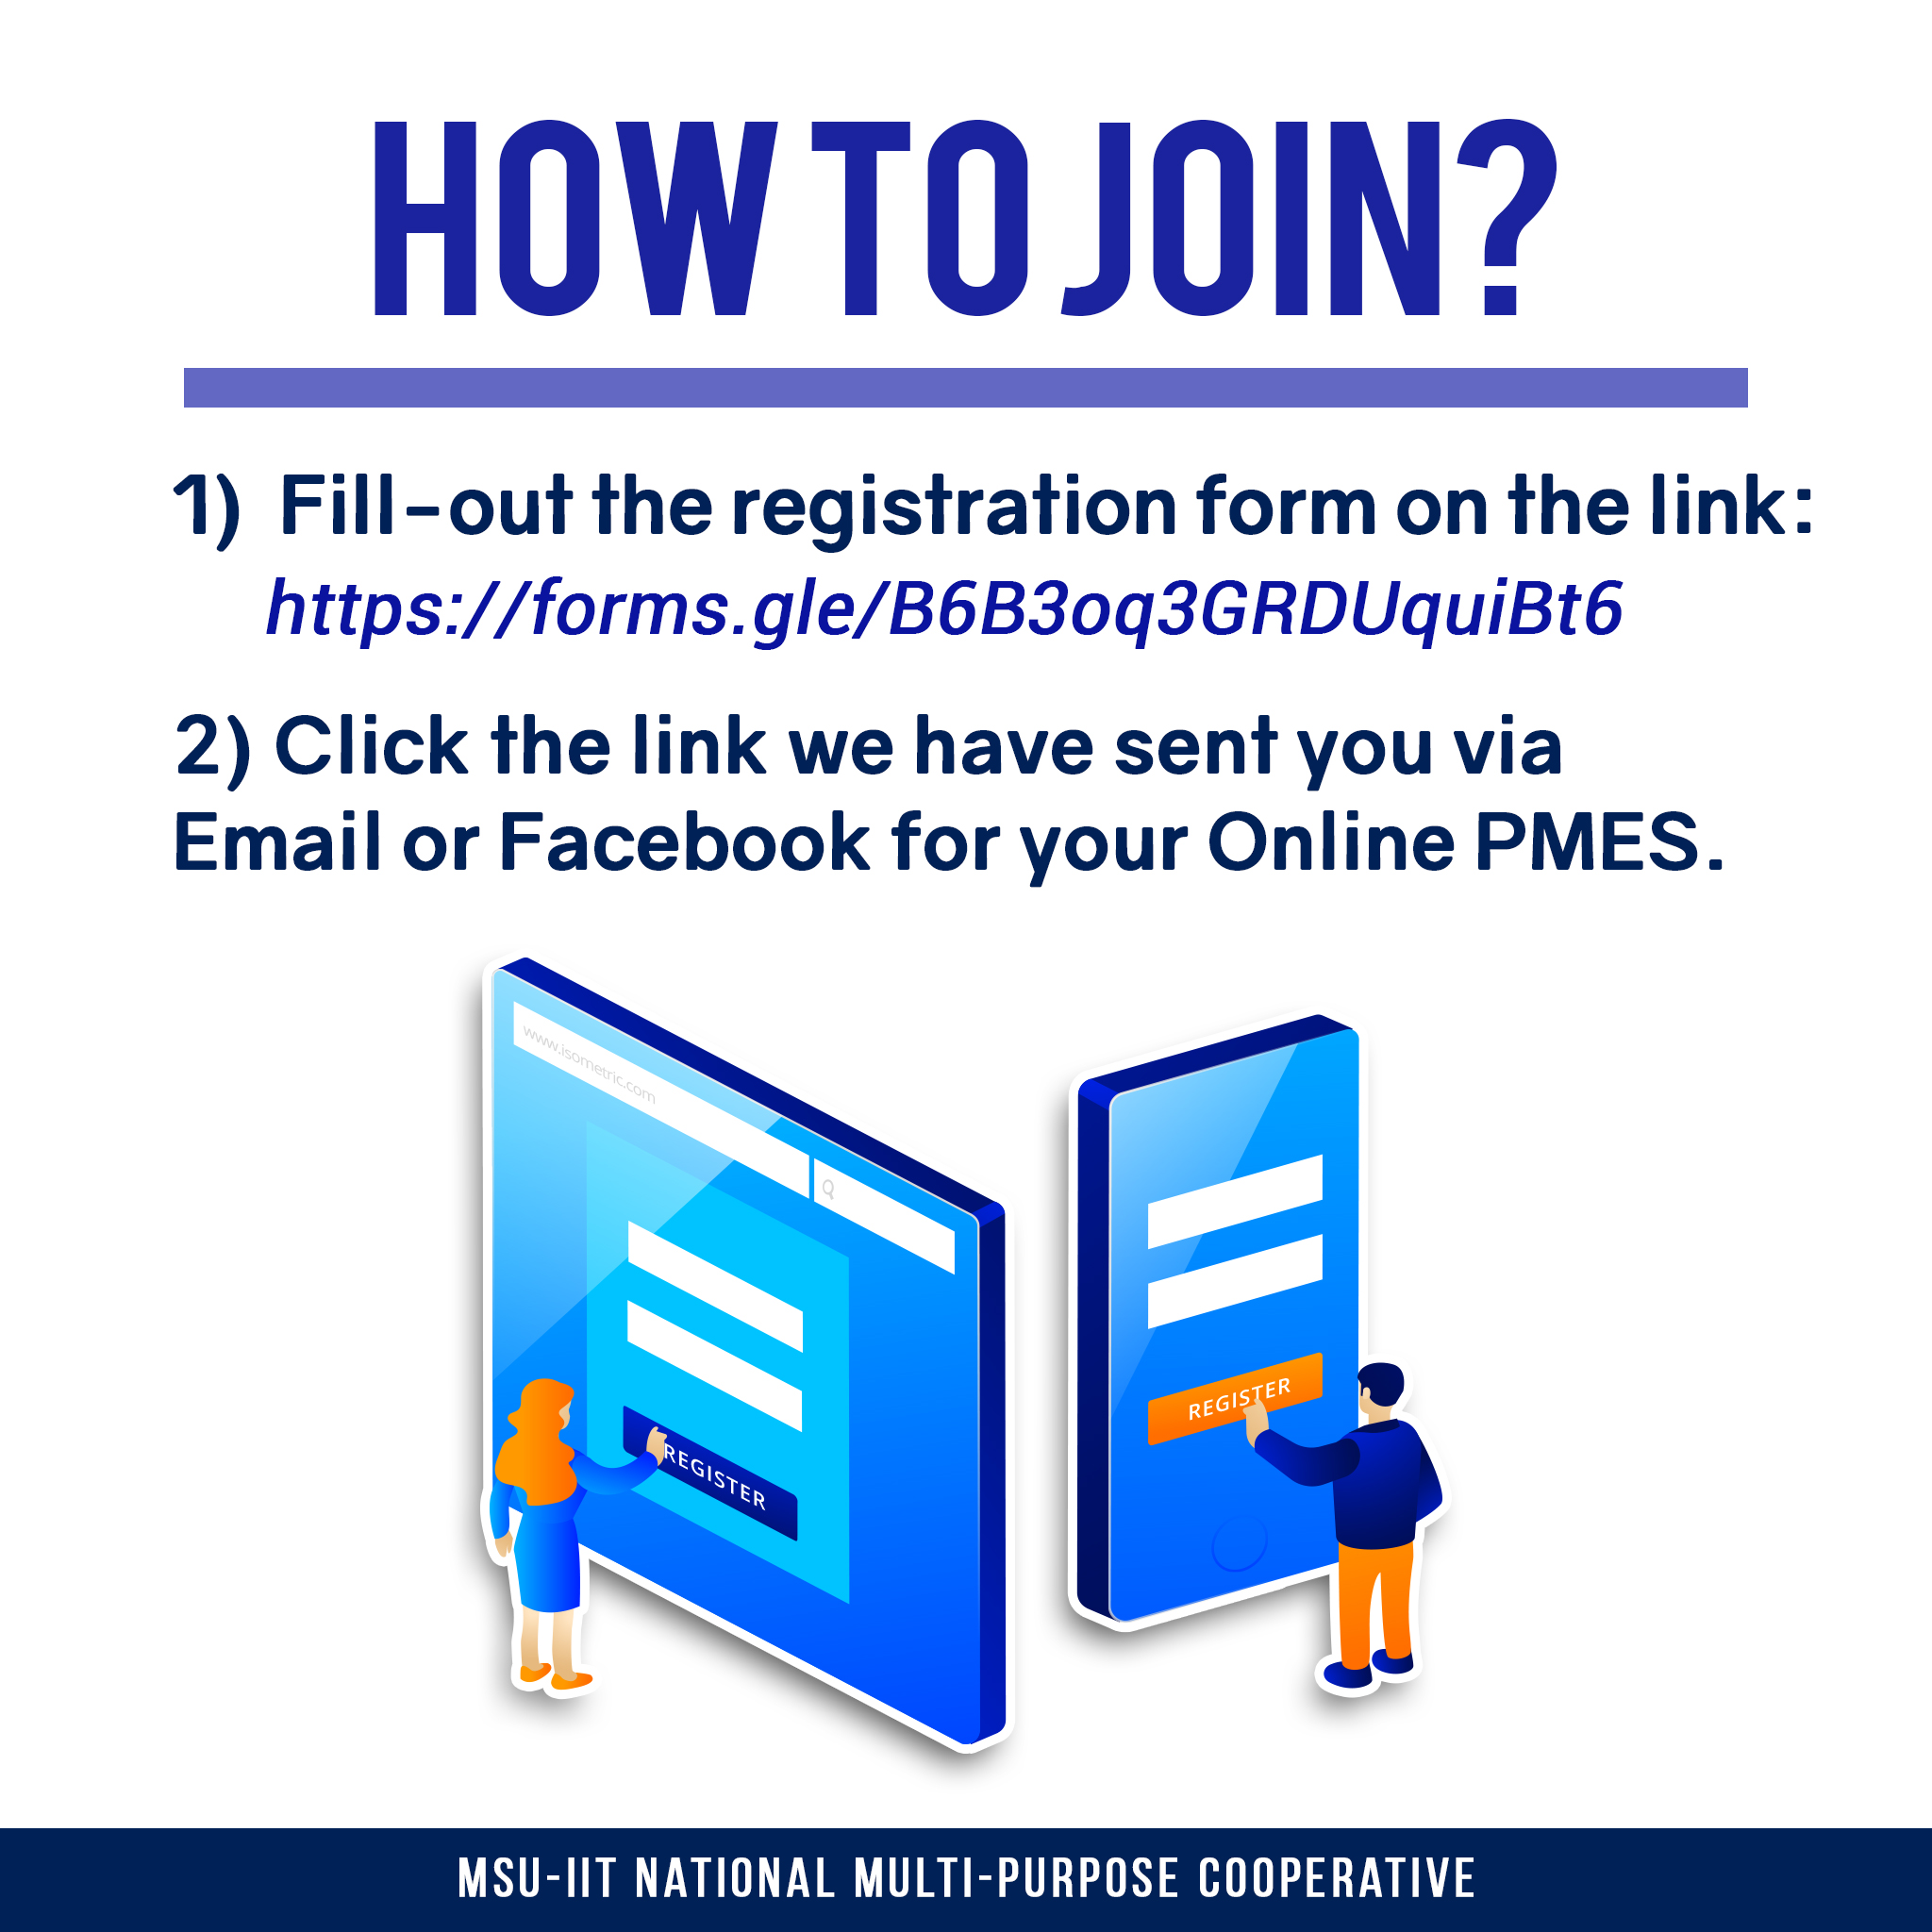 HOW TO JOIN?
1) Fill-out the registration form on the link:
https://forms.gle/B6B3oq3GRDUquiBt6
2) Click the link we have sent you via
Email or Facebook for your Online PMES.
www.isometric.com
REGISTER
REGISTER
MSU-IIT NATIONAL MULTI-PURPOSE COOPERATIVE